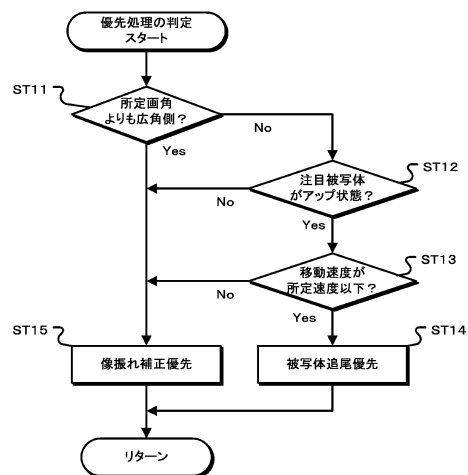 優先処理の判定
スタート
ST11
所定画角
よりも広角側？
No
Yes
ST12
注目被写体
がアップ状態？
No
Yes
ST13
移動速度が
所定速度以下？
No
Yes
ST15
像振れ補正優先
ST14
被写体追尾優先
リターン